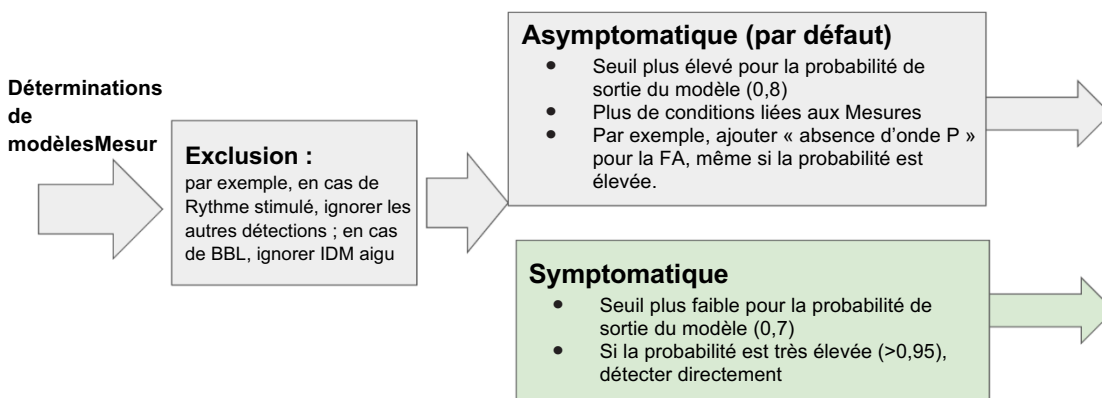 Déterminations
de
modèlesMesur
Exclusion :
par exemple, en cas de
Rythme stimulé, ignorer les
autres détections ; en cas
de BBL, ignorer IDM aigu
Asymptomatique (par défaut)
• Seuil plus élevé pour la probabilité de
sortie du modèle (0,8)
• Plus de conditions liées aux Mesures
• Par exemple, ajouter « absence d’onde P »
pour la FA, même si la probabilité est
élevée.
Symptomatique
• Seuil plus faible pour la probabilité de
sortie du modèle (0,7)
• Si la probabilité est très élevée (>0,95),
détecter directement